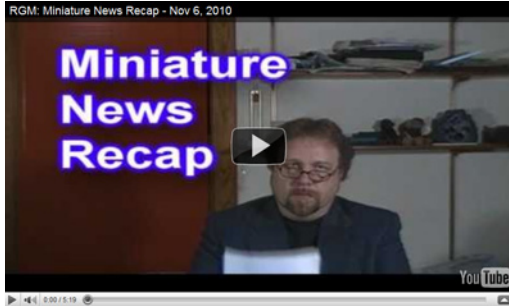 RGM: Miniature News Recap - Nov 6, 2010
Miniature
News
Recap
YouTube
0:00 / 5:19